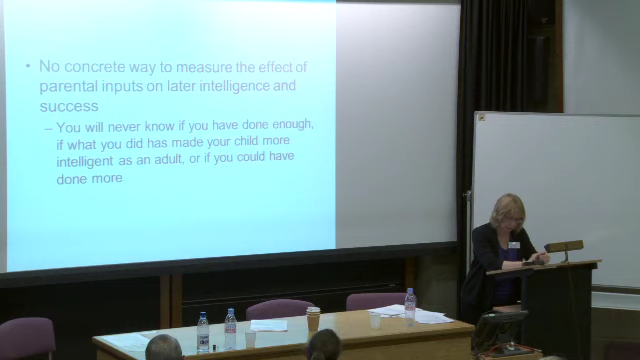 • No concrete way to measure the effect of
parental inputs on later intelligence and
success
– You will never know if you have done enough,
if what you did has made your child more
intelligent as an adult, or if you could have
done more